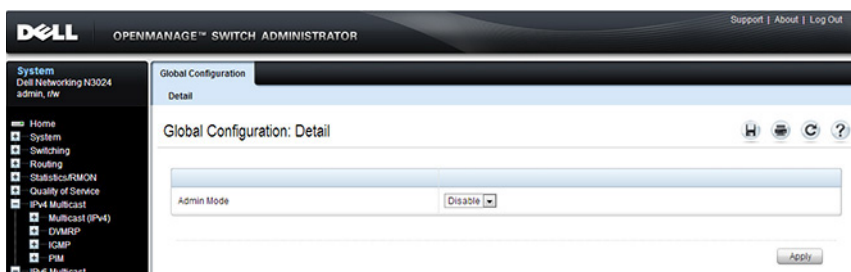 Support | About | Log Out
DELL OPENMANAGE™ SWITCH ADMINISTRATOR
System
Dell Networking N3024
admin, r/w
Home
System
Switching
Routing
Statistics/RMON
Quality of Service
IPv4 Multicast
Multicast (IPv4)
DVMRP
IGMP
PIM
IPv6 Multicast
Global Configuration
Detail
Global Configuration: Detail
H ?
Admin Mode Disable
Apply